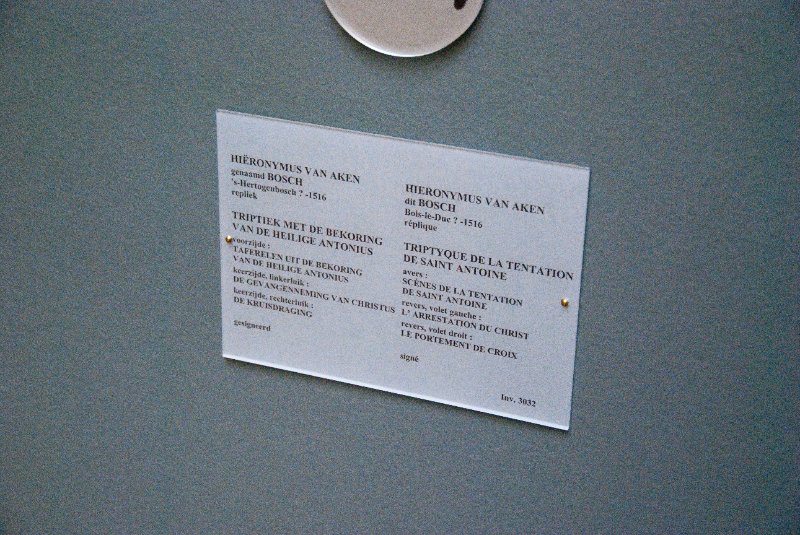 HIËRONYMUS VAN AKEN
genaamd BOSCH
's-Hertogenbosch ? -1516
repliek
TRIPTIEK MET DE BEKORING
VAN DE HEILIGE ANTONIUS
voorzijde :
TAFERELEN UIT DE BEKORING
VAN DE HEILIGE ANTONIUS
keerzijde, linkerluik :
DE GEVANGENNEMING VAN CHRISTUS
keerzijde, rechterluik :
DE KRUISDRAGING
gesigneerd
HIERONYMUS VAN AKEN
dit BOSCH
Bois-le-Duc ? -1516
réplique
TRIPTYQUE DE LA TENTATION
DE SAINT ANTOINE
avers :
SCÈNES DE LA TENTATION
DE SAINT ANTOINE
revers, volet gauche :
L' ARRESTATION DU CHRIST
revers, volet droit :
LE PORTEMENT DE CROIX
signé
Inv. 3032